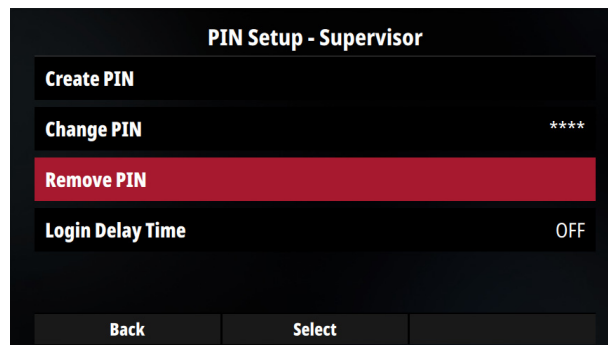 PIN Setup - Supervisor
Create PIN
Change PIN ****
Remove PIN
Login Delay Time OFF
Back Select